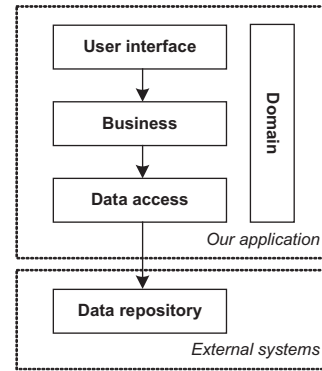 User interface
Business
Domain
Data access
Our application
Data repository
External systems